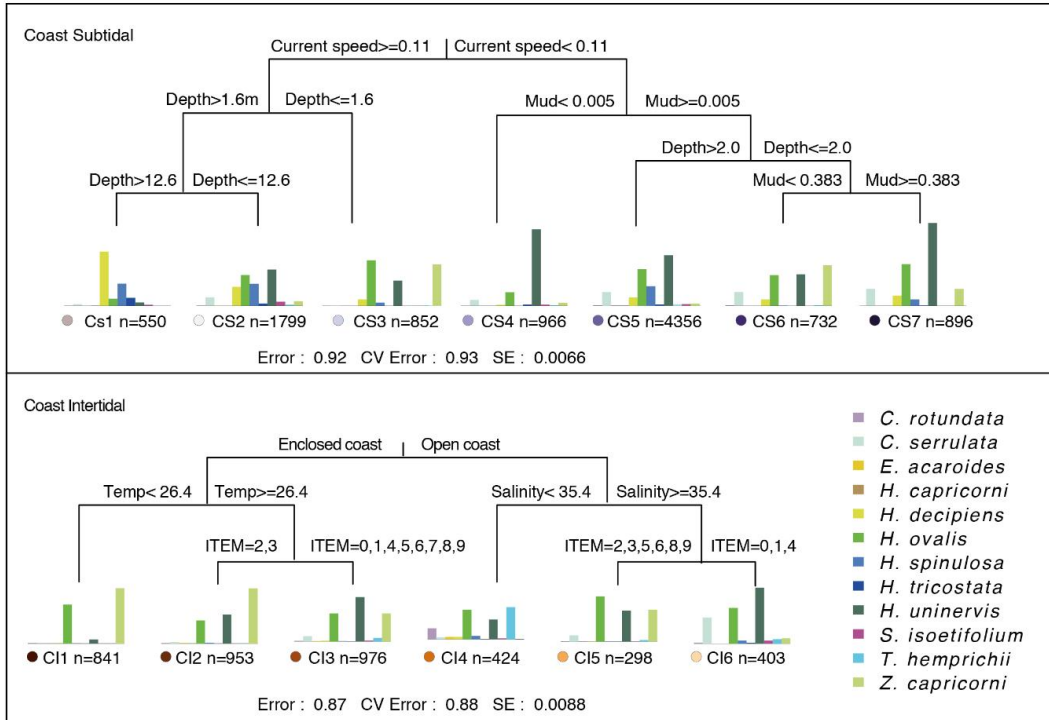 Coast Subtidal
Current speed>=0.11 Current speed< 0.11
Depth>1.6m Depth<=1.6 Mud< 0.005 Mud>=0.005
Depth>2.0 Depth<=2.0
Depth>12.6 Depth<=12.6 Mud< 0.383 Mud>=0.383
Cs1 n=550 CS2 n=1799 CS3 n=852 CS4 n=966 CS5 n=4356 CS6 n=732 CS7 n=896
Error : 0.92 CV Error : 0.93 SE : 0.0066
Coast Intertidal
Enclosed coast Open coast
Temp< 26.4 Temp>=26.4 Salinity< 35.4 Salinity>=35.4
ITEM=2,3 ITEM=0,1,4,5,6,7,8,9 ITEM=2,3,5,6,8,9 ITEM=0,1,4
CI1 n=841 CI2 n=953 CI3 n=976 CI4 n=424 CI5 n=298 CI6 n=403
Error : 0.87 CV Error : 0.88 SE : 0.0088
C. rotundata
C. serrulata
E. acaroides
H. capricorni
H. decipiens
H. ovalis
H. spinulosa
H. tricostata
H. uninervis
S. isoetifolium
T. hemprichii
Z. capricorni